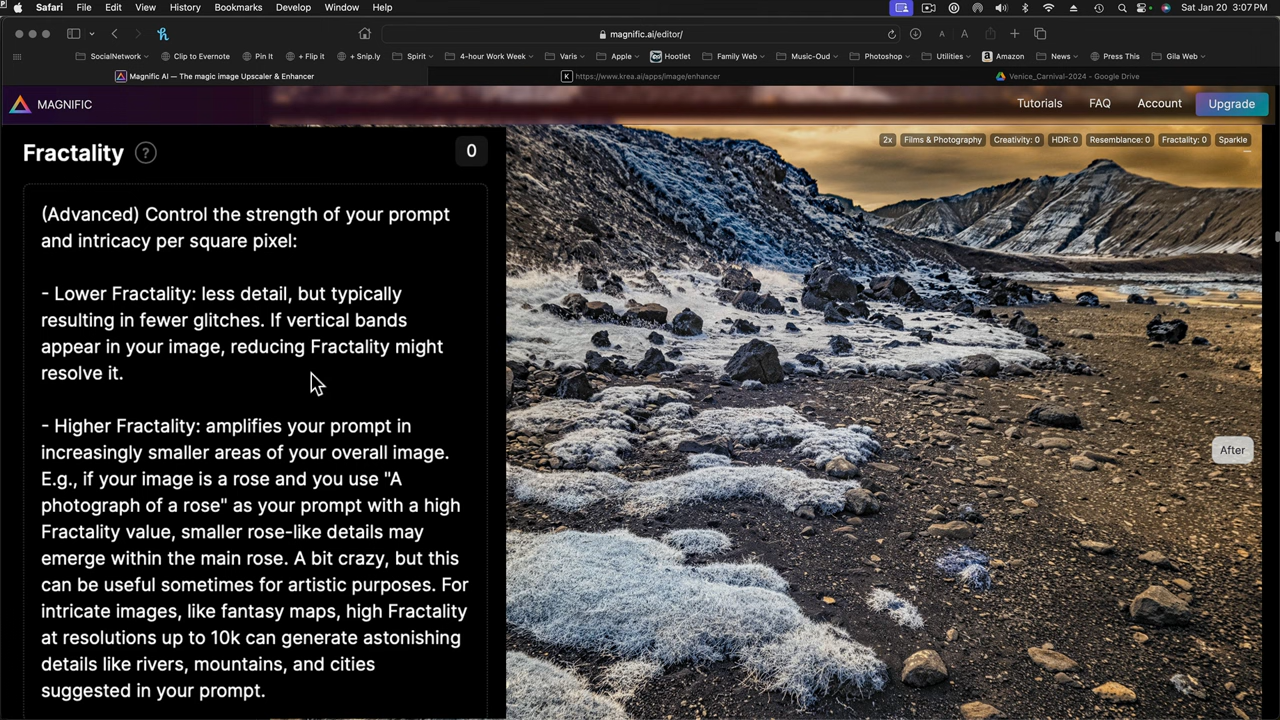 Safari File Edit View History Bookmarks Develop Window Help
Sat Jan 20 3:07 PM
magnific.ai/editor/
SocialNetwork Clip to Evernote Pin It + Flip it + Snip.ly Spirit 4-hour Work Week Varis Apple Hootlet Family Web Music-Oud Photoshop Utilities Amazon News Press This Gila Web
Magnific AI — The magic image Upscaler & Enhancer
https://www.krea.ai/apps/image/enhancer
Venice_Carnival-2024 - Google Drive
MAGNIFIC
Tutorials FAQ Account Upgrade
2x Films & Photography Creativity: 0 HDR: 0 Resemblance: 0 Fractality: 0 Sparkle
Fractality ? 0
(Advanced) Control the strength of your prompt
and intricacy per square pixel:
- Lower Fractality: less detail, but typically
resulting in fewer glitches. If vertical bands
appear in your image, reducing Fractality might
resolve it.
- Higher Fractality: amplifies your prompt in
increasingly smaller areas of your overall image.
E.g., if your image is a rose and you use "A
photograph of a rose" as your prompt with a high
Fractality value, smaller rose-like details may
emerge within the main rose. A bit crazy, but this
can be useful sometimes for artistic purposes. For
intricate images, like fantasy maps, high Fractality
at resolutions up to 10k can generate astonishing
details like rivers, mountains, and cities
suggested in your prompt.
After